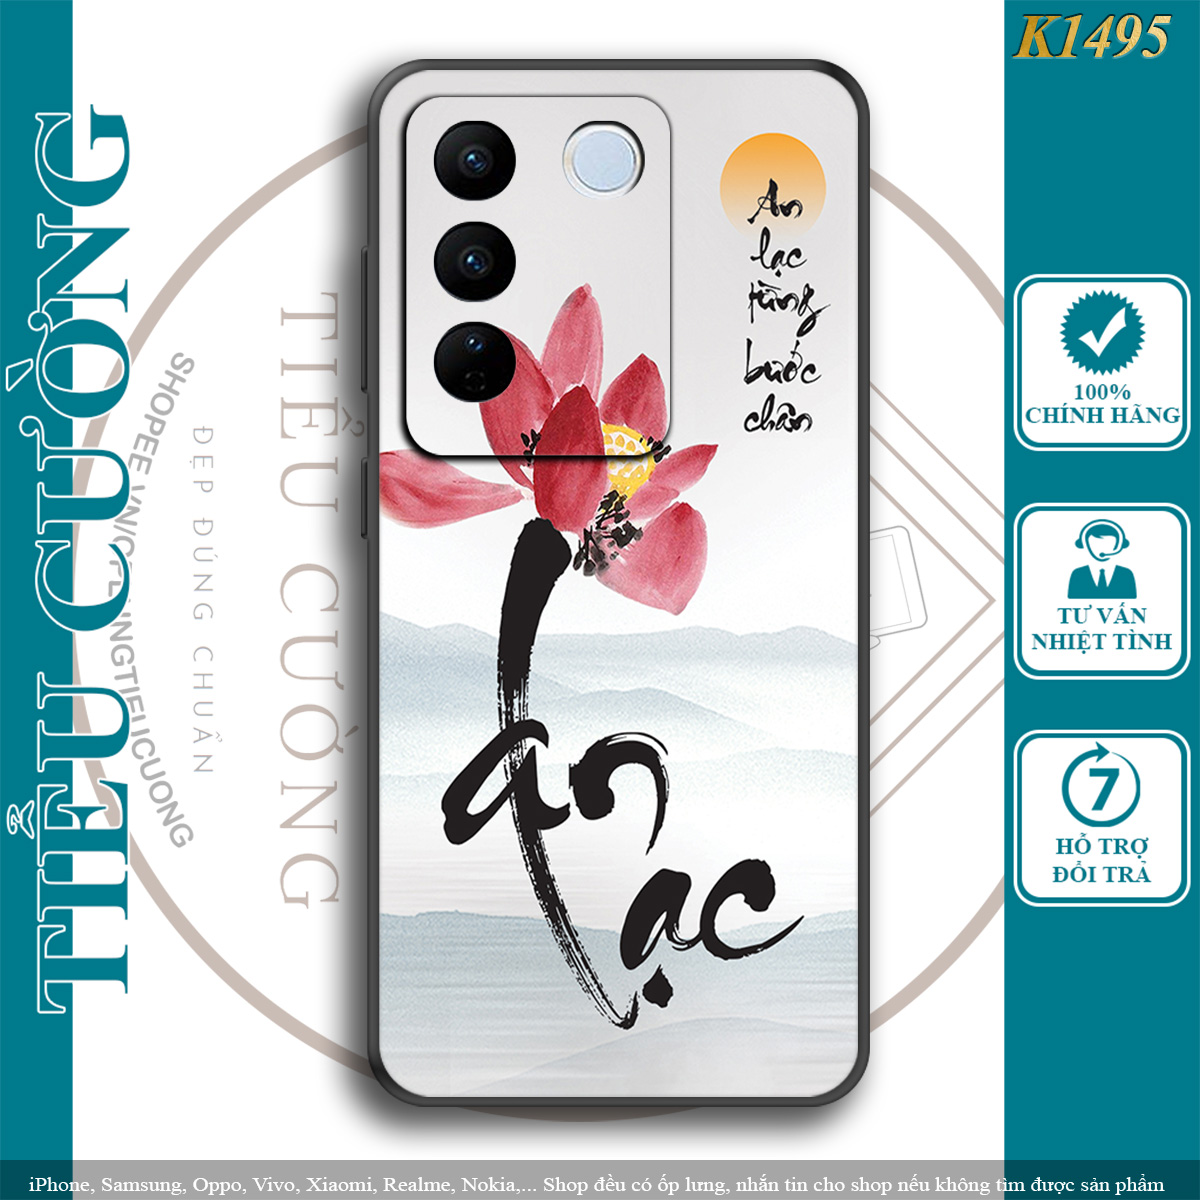 K1495
TIỂU CƯỜNG
TIỂU CƯỜNG
ĐẸP ĐÚNG CHUẨN
An
lạc
từng
bước
chân
an
lạc
100%
CHÍNH HÃNG
TƯ VẤN
NHIỆT TÌNH
7
HỖ TRỢ
ĐỔI TRẢ
iPhone, Samsung, Oppo, Vivo, Xiaomi, Realme, Nokia,... Shop đều có ốp lưng, nhắn tin cho shop nếu không tìm được sản phẩm